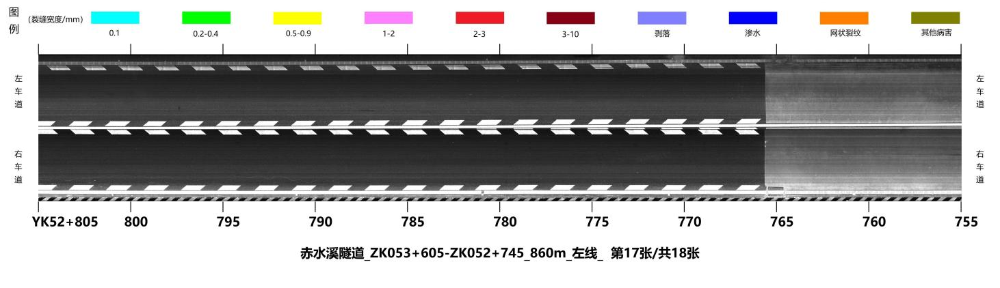 图例
(裂缝宽度/mm)
0.1
0.2-0.4
0.5-0.9
1-2
2-3
3-10
剥落
渗水
网状裂纹
其他病害
左车道
左车道
右车道
右车道
YK52+805
800
795
790
785
780
775
770
765
760
755
赤水溪隧道_ZK053+605-ZK052+745_860m_左线_ 第17张/共18张